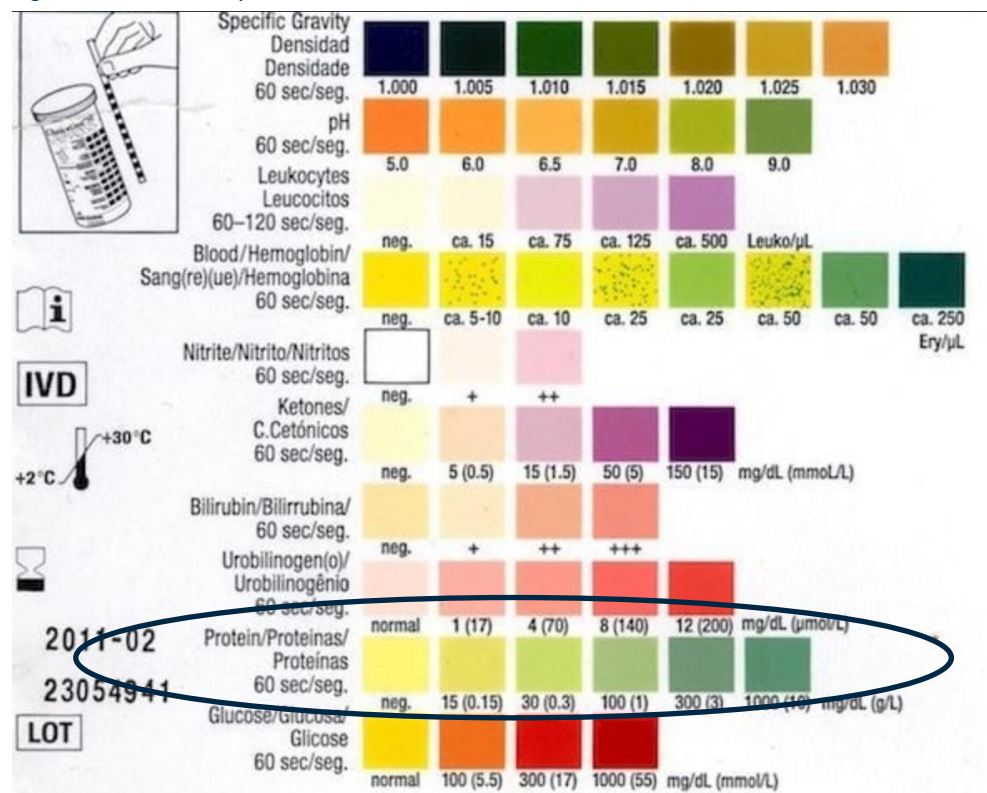 Specific Gravity
Densidad
Densidade
60 sec/seg.
1.000 1.005 1.010 1.015 1.020 1.025 1.030
pH
60 sec/seg.
5.0 6.0 6.5 7.0 8.0 9.0
Leukocytes
Leucocitos
60–120 sec/seg.
neg. ca. 15 ca. 75 ca. 125 ca. 500 Leuko/µL
Blood/Hemoglobin/
Sang(re)(ue)/Hemoglobina
60 sec/seg.
neg. ca. 5-10 ca. 10 ca. 25 ca. 25 ca. 50 ca. 50 ca. 250
Ery/µL
Nitrite/Nitrito/Nitritos
60 sec/seg.
neg. + ++
IVD
Ketones/
C.Cetónicos
60 sec/seg.
neg. 5 (0.5) 15 (1.5) 50 (5) 150 (15) mg/dL (mmoL/L)
+30°C
+2°C
Bilirubin/Bilirrubina/
60 sec/seg.
neg. + ++ +++
Urobilinogen(o)/
Urobilinogênio
60 sec/seg.
normal 1 (17) 4 (70) 8 (140) 12 (200) mg/dL (µmol/L)
2011-02
Protein/Proteinas/
Proteínas
60 sec/seg.
neg. 15 (0.15) 30 (0.3) 100 (1) 300 (3) 1000 (10) mg/dL (g/L)
23054941
LOT
Glucose/Glucosa/
Glicose
60 sec/seg.
normal 100 (5.5) 300 (17) 1000 (55) mg/dL (mmol/L)